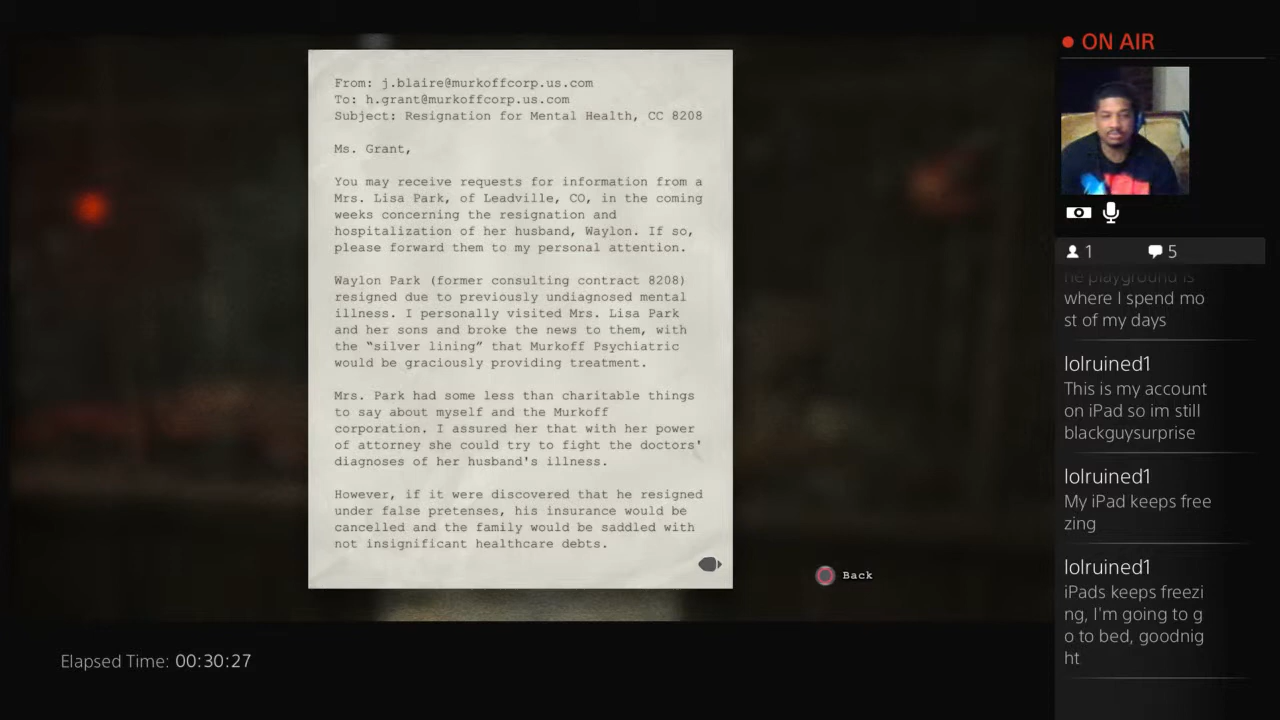 From: j.blaire@murkoffcorp.us.com
To: h.grant@murkoffcorp.us.com
Subject: Resignation for Mental Health, CC 8208
Ms. Grant,
You may receive requests for information from a
Mrs. Lisa Park, of Leadville, CO, in the coming
weeks concerning the resignation and
hospitalization of her husband, Waylon. If so,
please forward them to my personal attention.
Waylon Park (former consulting contract 8208)
resigned due to previously undiagnosed mental
illness. I personally visited Mrs. Lisa Park
and her sons and broke the news to them, with
the “silver lining” that Murkoff Psychiatric
would be graciously providing treatment.
Mrs. Park had some less than charitable things
to say about myself and the Murkoff
corporation. I assured her that with her power
of attorney she could try to fight the doctors'
diagnoses of her husband's illness.
However, if it were discovered that he resigned
under false pretenses, his insurance would be
cancelled and the family would be saddled with
not insignificant healthcare debts.
Back
Elapsed Time: 00:30:27
ON AIR
1 5
he playground is
where I spend mo
st of my days
lolruined1
This is my account
on iPad so im still
blackguysurprise
lolruined1
My iPad keeps free
zing
lolruined1
iPads keeps freezi
ng, I'm going to g
o to bed, goodnig
ht